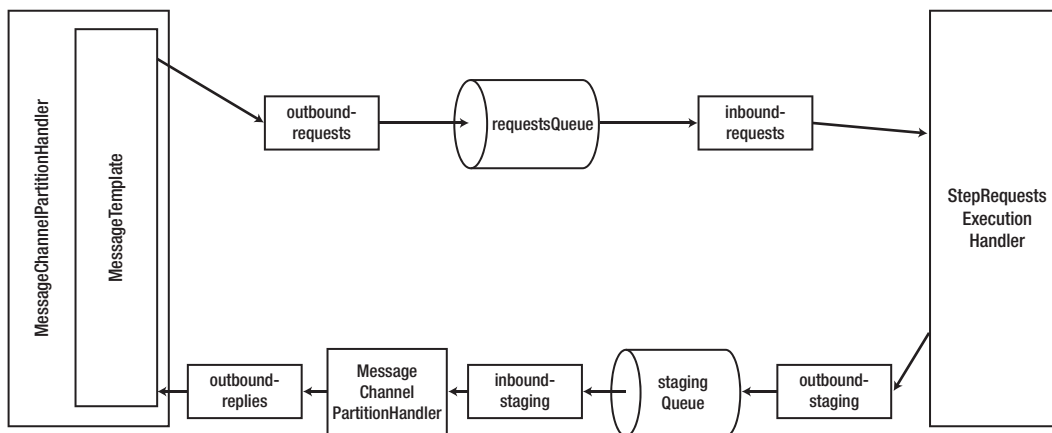 MessageChannelPartitionHandler
MessageTemplate
outbound-
requests
requestsQueue
inbound-
requests
StepRequests
Execution
Handler
outbound-
replies
Message
Channel
PartitionHandler
inbound-
staging
staging
Queue
outbound-
staging